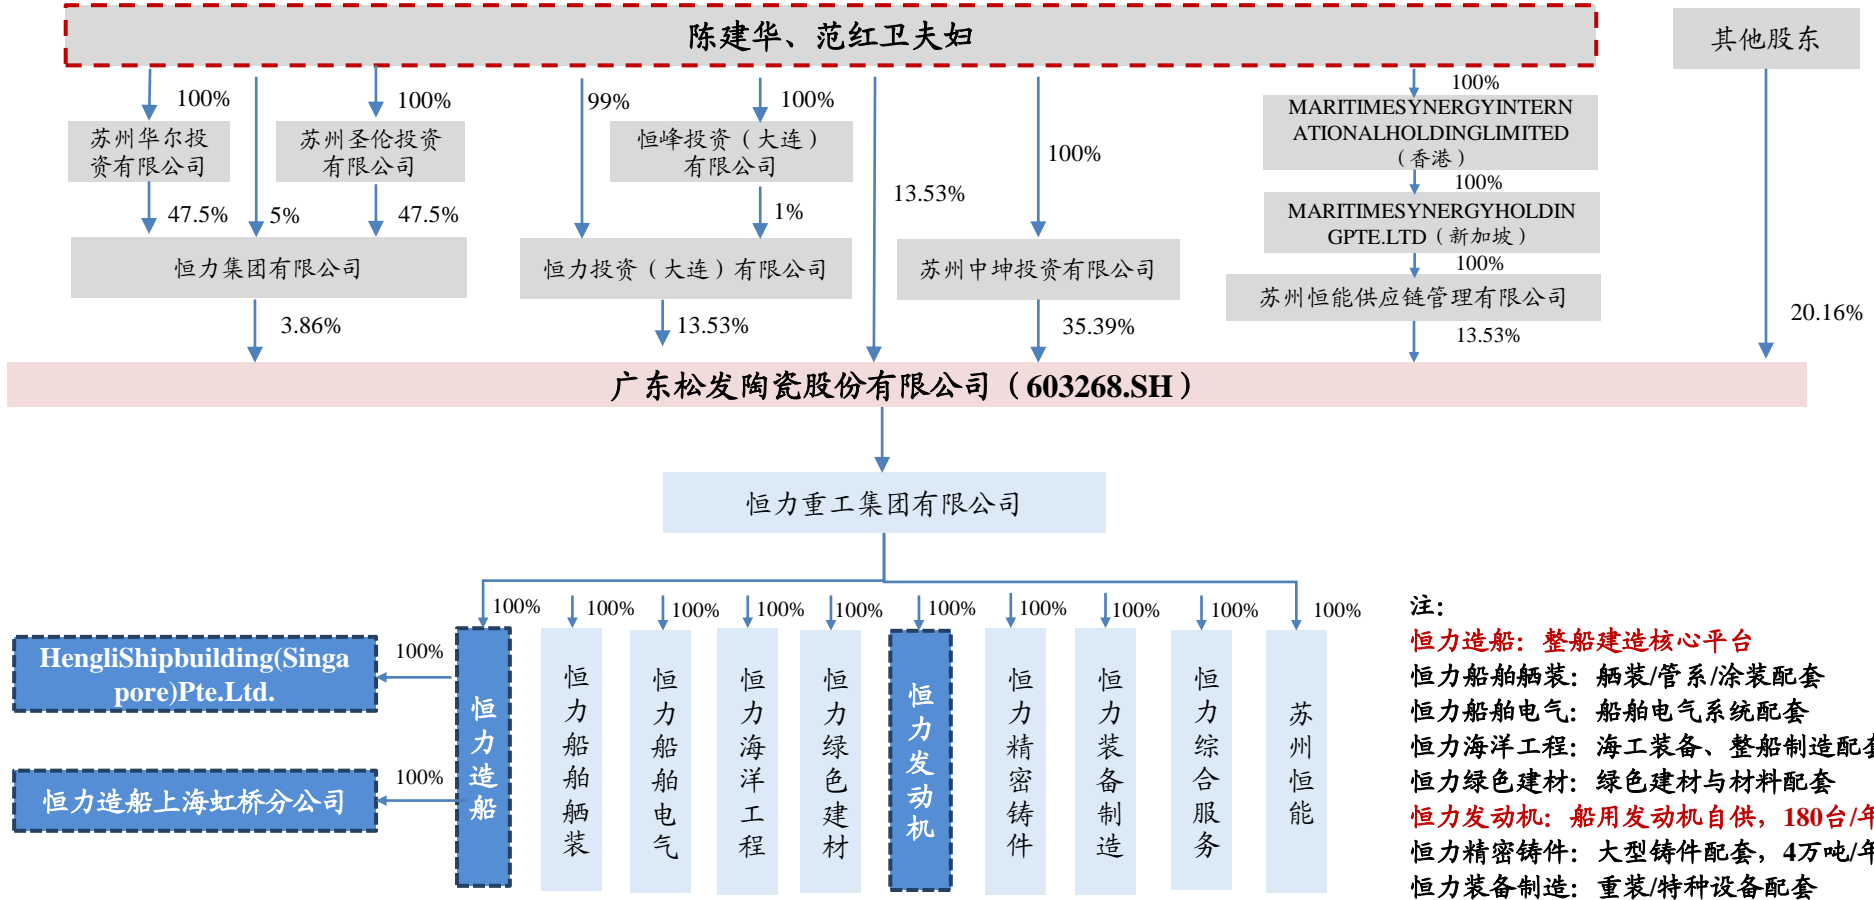 陈建华、范红卫夫妇
其他股东
100%
100%
99%
100%
100%
苏州华尔投
资有限公司
苏州圣伦投资
有限公司
恒峰投资（大连）
有限公司
MARITIMESYNERGYINTERN
ATIONALHOLDINGLIMITED
（香港）
100%
13.53%
100%
47.5%
5%
47.5%
1%
MARITIMESYNERGYHOLDIN
GPTE.LTD（新加坡）
100%
恒力集团有限公司
恒力投资（大连）有限公司
苏州中坤投资有限公司
苏州恒能供应链管理有限公司
3.86%
13.53%
35.39%
13.53%
20.16%
广东松发陶瓷股份有限公司（603268.SH）
恒力重工集团有限公司
100%
100%
100%
100%
100%
100%
100%
100%
100%
100%
HengliShipbuilding(Singa
pore)Pte.Ltd.
100%
恒力造船上海虹桥分公司
100%
恒力造船
恒力船舶舾装
恒力船舶电气
恒力海洋工程
恒力绿色建材
恒力发动机
恒力精密铸件
恒力装备制造
恒力综合服务
苏州恒能
注：
恒力造船：整船建造核心平台
恒力船舶舾装：舾装/管系/涂装配套
恒力船舶电气：船舶电气系统配套
恒力海洋工程：海工装备、整船制造配套
恒力绿色建材：绿色建材与材料配套
恒力发动机：船用发动机自供，180台/年
恒力精密铸件：大型铸件配套，4万吨/年
恒力装备制造：重装/特种设备配套